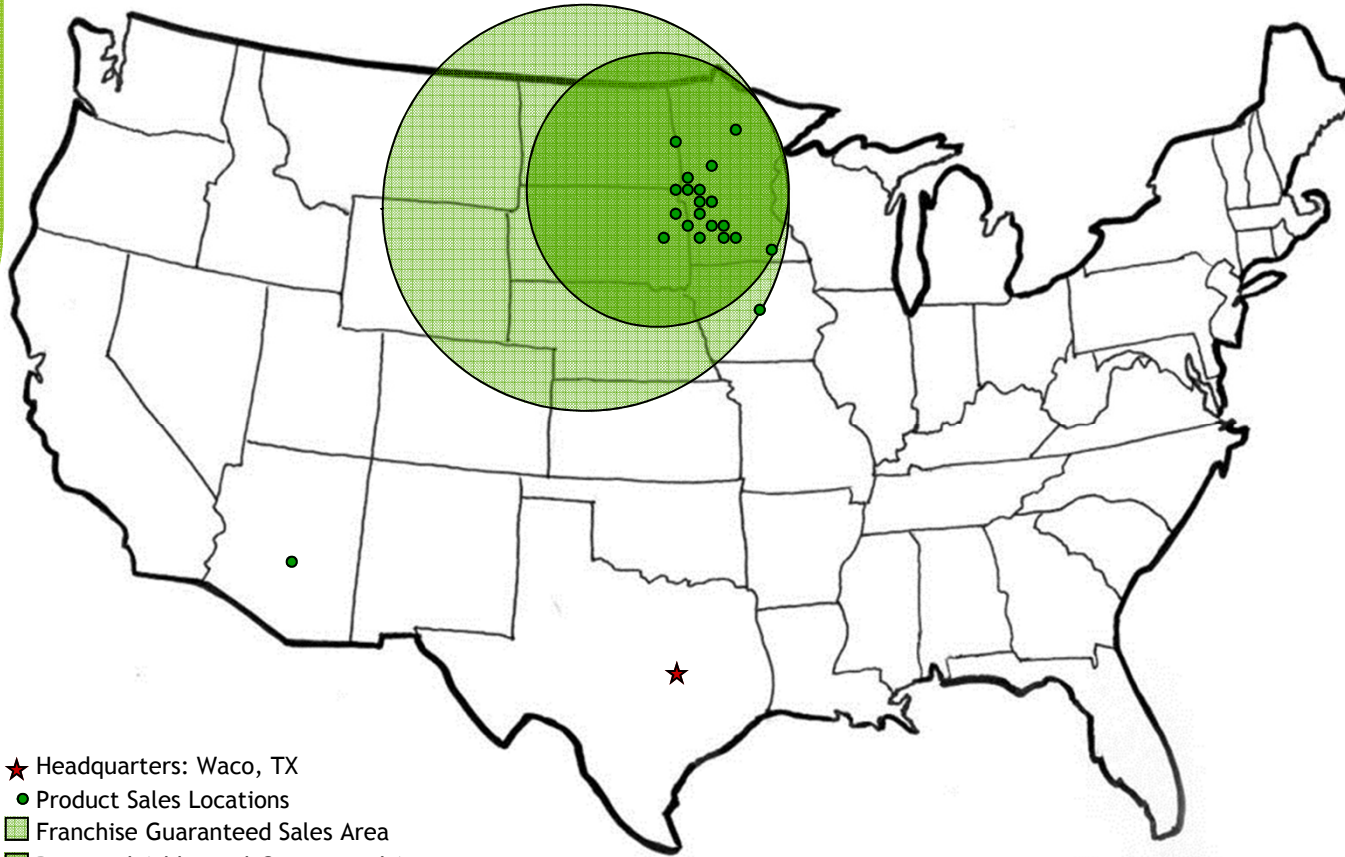 Headquarters: Waco, TX
Product Sales Locations
Franchise Guaranteed Sales Area